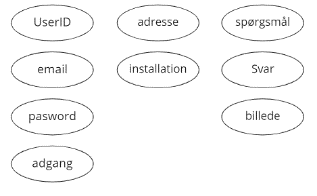 UserID
email
pasword
adgang
adresse
installation
spørgsmål
Svar
billede